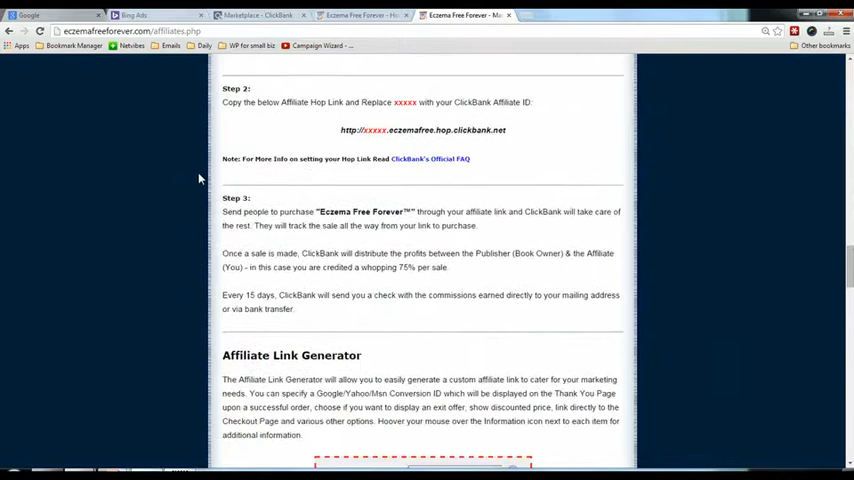 Google
Bing Ads
Marketplace - ClickBank
Eczema Free Forever - Ho
Eczema Free Forever - Ma
eczemafreeforever.com/affiliates.php
Apps Bookmark Manager Netvibes Emails Daily WP for small biz Campaign Wizard - ... Other bookmarks
Step 2:
Copy the below Affiliate Hop Link and Replace xxxxx with your ClickBank Affiliate ID:
http://xxxxx.eczemafree.hop.clickbank.net
Note: For More Info on setting your Hop Link Read ClickBank's Official FAQ
Step 3:
Send people to purchase "Eczema Free Forever™" through your affiliate link and ClickBank will take care of
the rest. They will track the sale all the way from your link to purchase.
Once a sale is made, ClickBank will distribute the profits between the Publisher (Book Owner) & the Affiliate
(You) - in this case you are credited a whopping 75% per sale.
Every 15 days, ClickBank will send you a check with the commissions earned directly to your mailing address
or via bank transfer.
Affiliate Link Generator
The Affiliate Link Generator will allow you to easily generate a custom affiliate link to cater for your marketing
needs. You can specify a Google/Yahoo/Msn Conversion ID which will be displayed on the Thank You Page
upon a successful order, choose if you want to display an exit offer, show discounted price, link directly to the
Checkout Page and various other options. Hoover your mouse over the Information icon next to each item for
additional information.